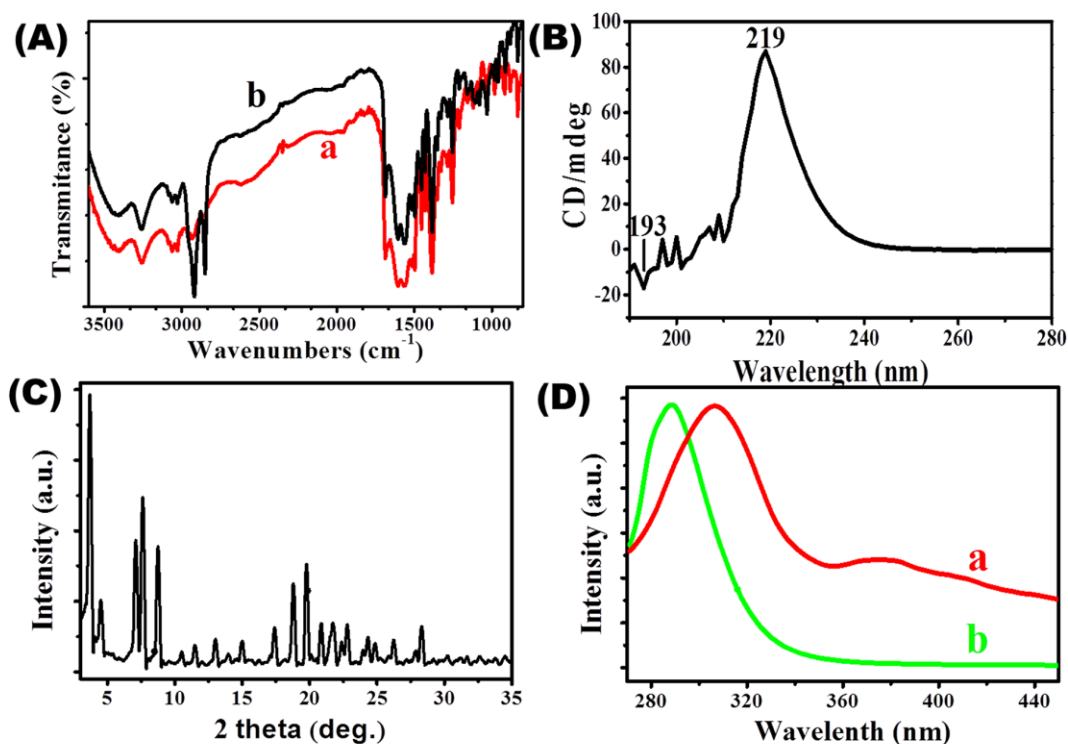 (A)
b
a
Transmitance (%)
3500 3000 2500 2000 1500 1000
Wavenumbers (cm⁻¹)
(B)
219
193
CD/mdeg
100
80
60
40
20
0
-20
200 220 240 260 280
Wavelength (nm)
(C)
Intensity (a.u.)
5 10 15 20 25 30 35
2 theta (deg.)
(D)
a
b
Intensity (a.u.)
280 320 360 400 440
Wavelenth (nm)